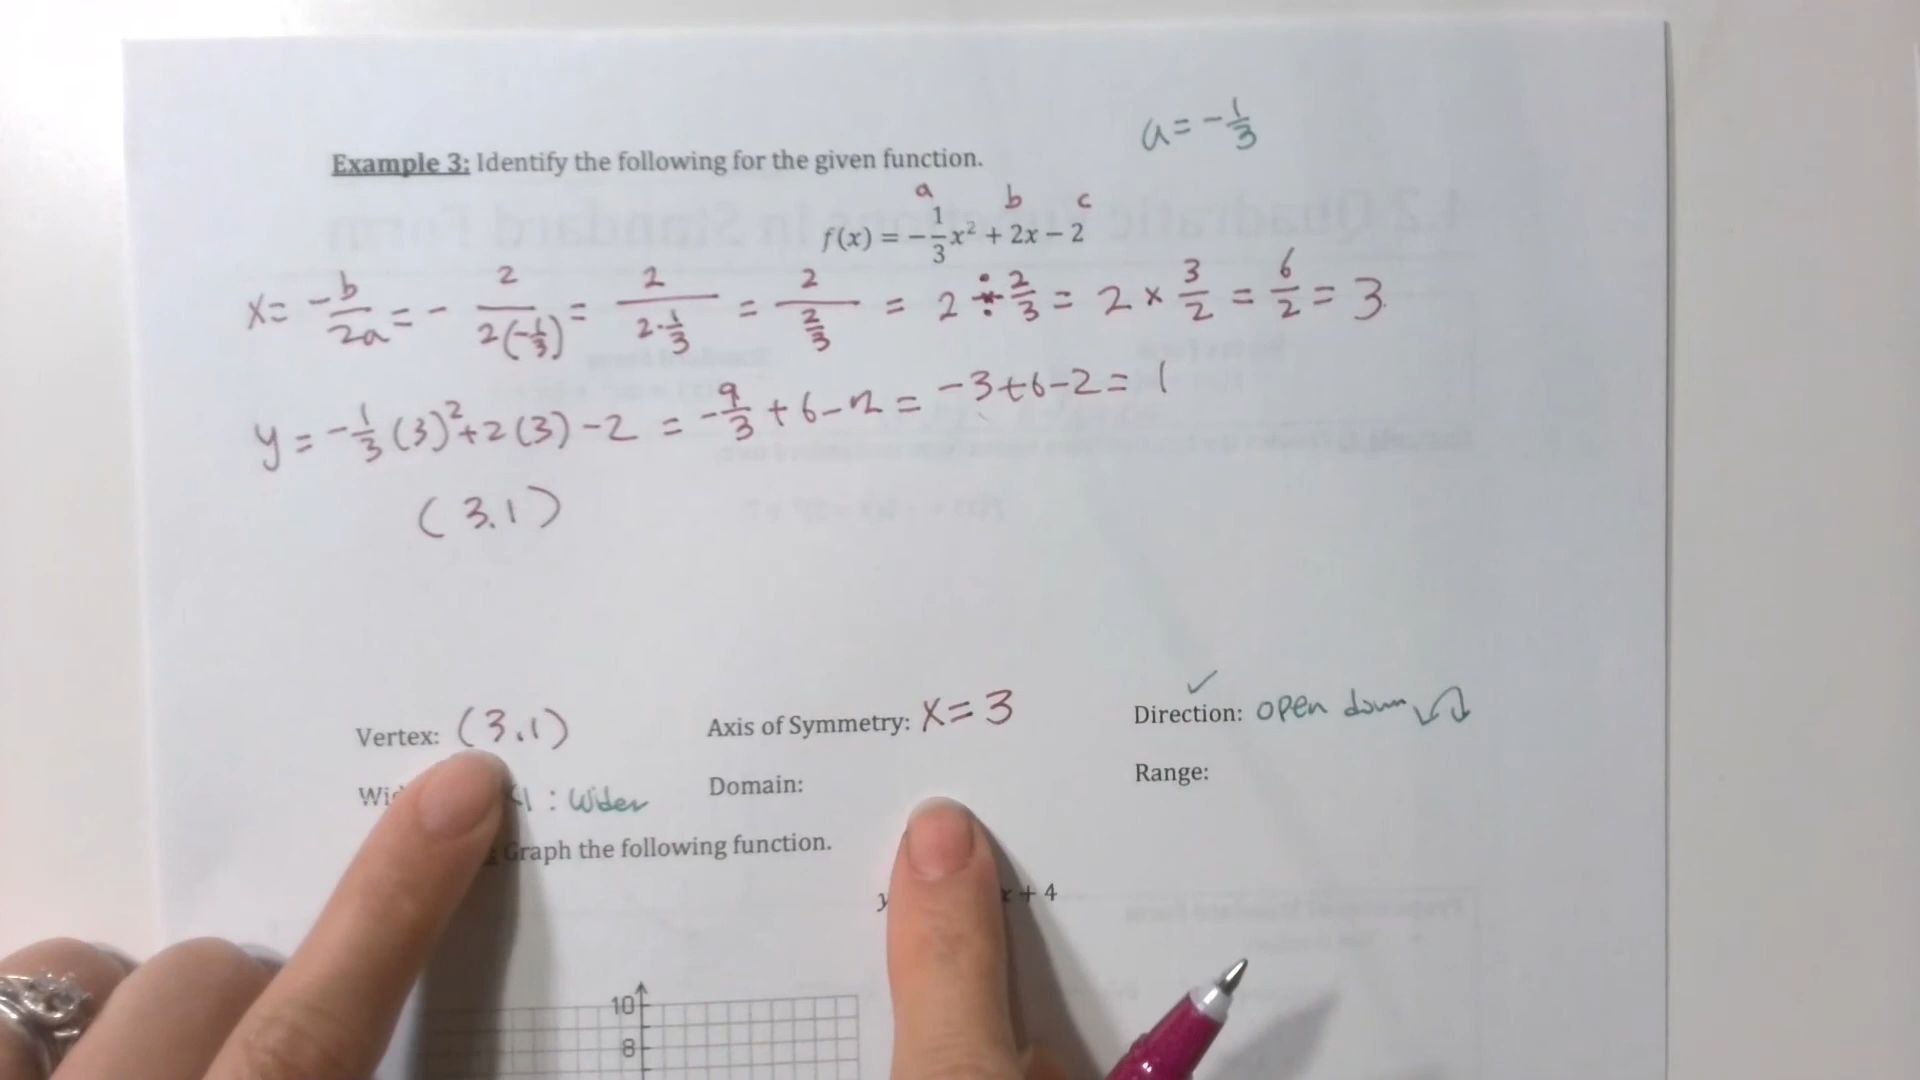 a = -1/3
Example 3: Identify the following for the given function.
a b c
f(x) = -1/3 x² + 2x - 2
x = -b/2a = - 2/2(-1/3) = 2/2·1/3 = 2/(2/3) = 2 ÷ 2/3 = 2 × 3/2 = 6/2 = 3
y = -1/3 (3)² + 2(3) - 2 = -9/3 + 6 - 2 = -3 + 6 - 2 = 1
(3,1)
Vertex: (3,1) Axis of Symmetry: x = 3 Direction: open down
<1 : wider Domain: Range:
Graph the following function.
+ 4
10
8